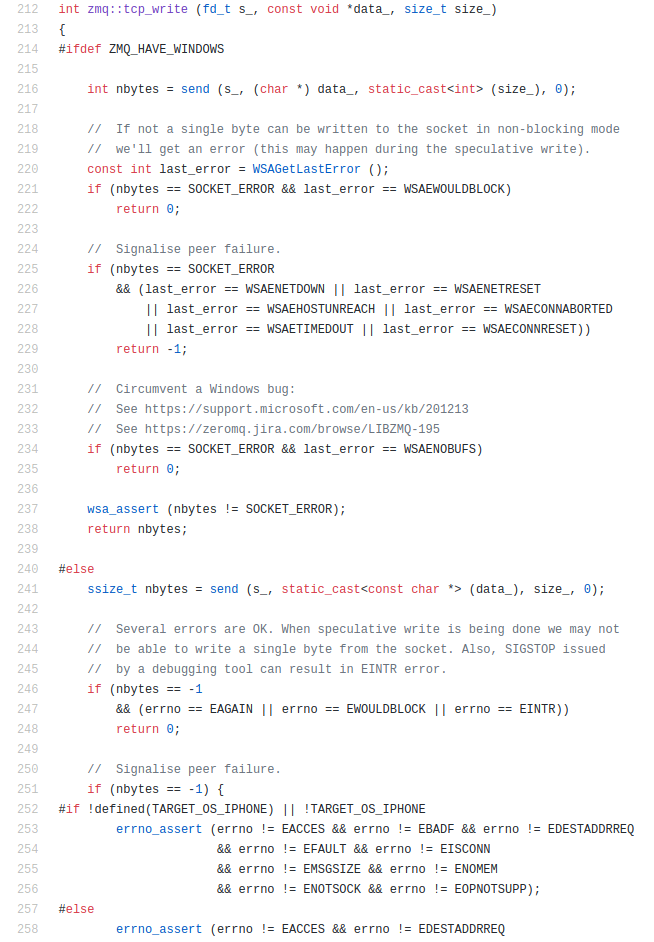 212 int zmq::tcp_write (fd_t s_, const void *data_, size_t size_)
213 {
214 #ifdef ZMQ_HAVE_WINDOWS
215
216     int nbytes = send (s_, (char *) data_, static_cast<int> (size_), 0);
217
218     //  If not a single byte can be written to the socket in non-blocking mode
219     //  we'll get an error (this may happen during the speculative write).
220     const int last_error = WSAGetLastError ();
221     if (nbytes == SOCKET_ERROR && last_error == WSAEWOULDBLOCK)
222         return 0;
223
224     //  Signalise peer failure.
225     if (nbytes == SOCKET_ERROR
226         && (last_error == WSAENETDOWN || last_error == WSAENETRESET
227             || last_error == WSAEHOSTUNREACH || last_error == WSAECONNABORTED
228             || last_error == WSAETIMEDOUT || last_error == WSAECONNRESET))
229         return -1;
230
231     //  Circumvent a Windows bug:
232     //  See https://support.microsoft.com/en-us/kb/201213
233     //  See https://zeromq.jira.com/browse/LIBZMQ-195
234     if (nbytes == SOCKET_ERROR && last_error == WSAENOBUFS)
235         return 0;
236
237     wsa_assert (nbytes != SOCKET_ERROR);
238     return nbytes;
239
240 #else
241     ssize_t nbytes = send (s_, static_cast<const char *> (data_), size_, 0);
242
243     //  Several errors are OK. When speculative write is being done we may not
244     //  be able to write a single byte from the socket. Also, SIGSTOP issued
245     //  by a debugging tool can result in EINTR error.
246     if (nbytes == -1
247         && (errno == EAGAIN || errno == EWOULDBLOCK || errno == EINTR))
248         return 0;
249
250     //  Signalise peer failure.
251     if (nbytes == -1) {
252 #if !defined(TARGET_OS_IPHONE) || !TARGET_OS_IPHONE
253         errno_assert (errno != EACCES && errno != EBADF && errno != EDESTADDRREQ
254                       && errno != EFAULT && errno != EISCONN
255                       && errno != EMSGSIZE && errno != ENOMEM
256                       && errno != ENOTSOCK && errno != EOPNOTSUPP);
257 #else
258         errno_assert (errno != EACCES && errno != EDESTADDRREQ